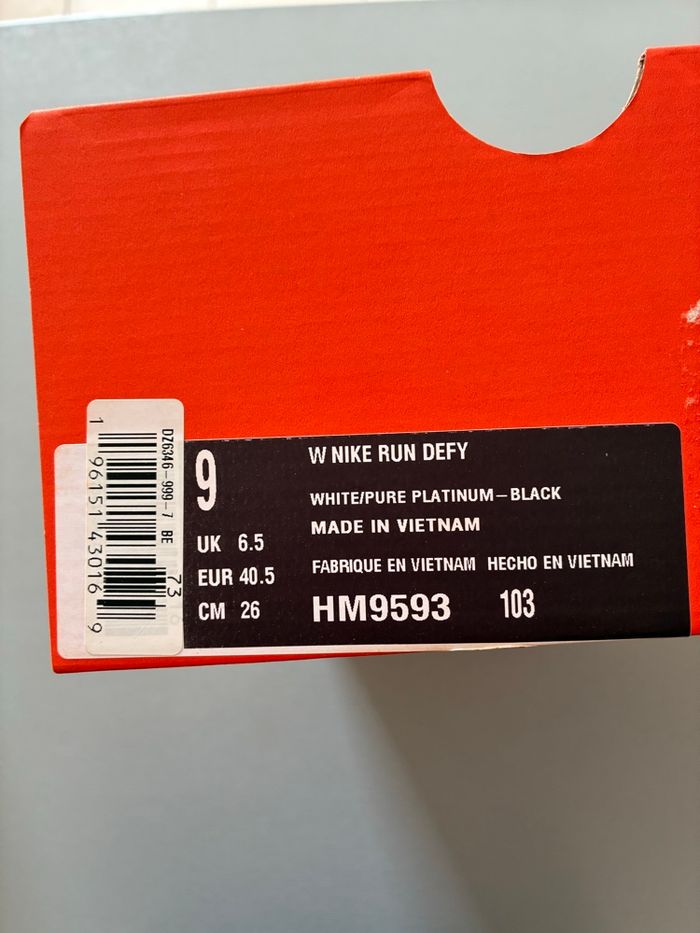 9
UK 6.5
EUR 40.5
CM 26
W NIKE RUN DEFY
WHITE/PURE PLATINUM – BLACK
MADE IN VIETNAM
FABRIQUE EN VIETNAM HECHO EN VIETNAM
HM9593 103
DZ6346 – 999 – 7 BE
73
1 96151 43016 9